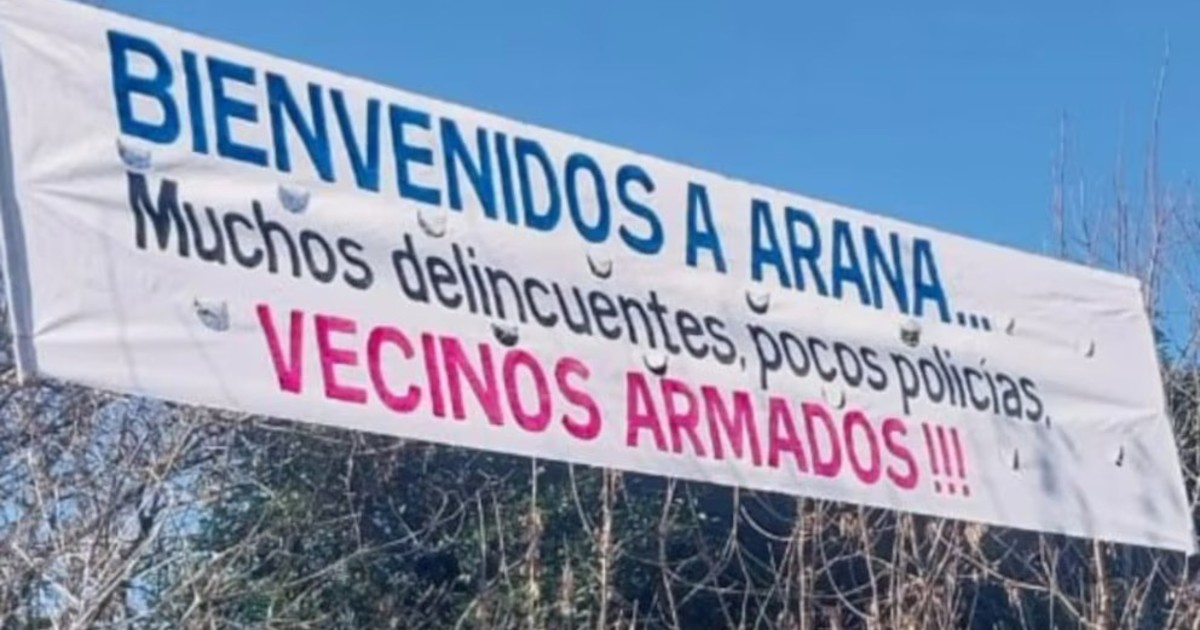 BIENVENIDOS A ARANA...
Muchos delincuentes, pocos policías,
VECINOS ARMADOS!!!